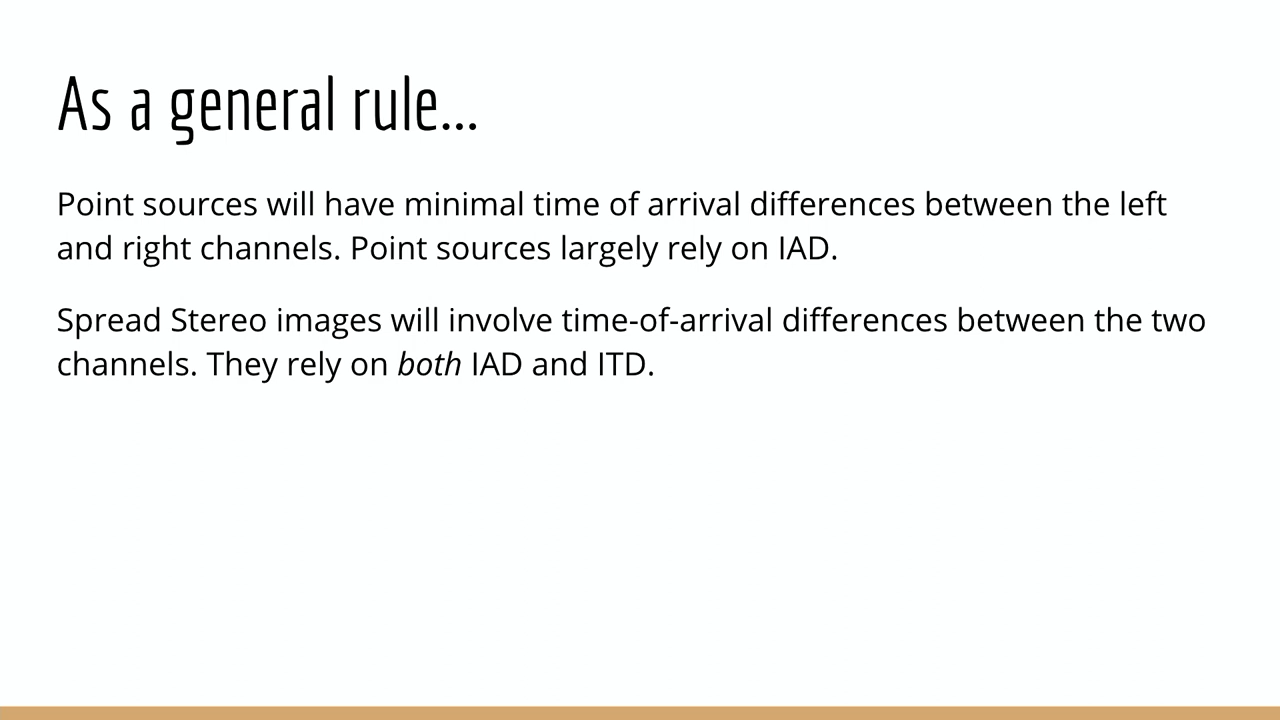 As a general rule...
Point sources will have minimal time of arrival differences between the left
and right channels. Point sources largely rely on IAD.
Spread Stereo images will involve time-of-arrival differences between the two
channels. They rely on both IAD and ITD.